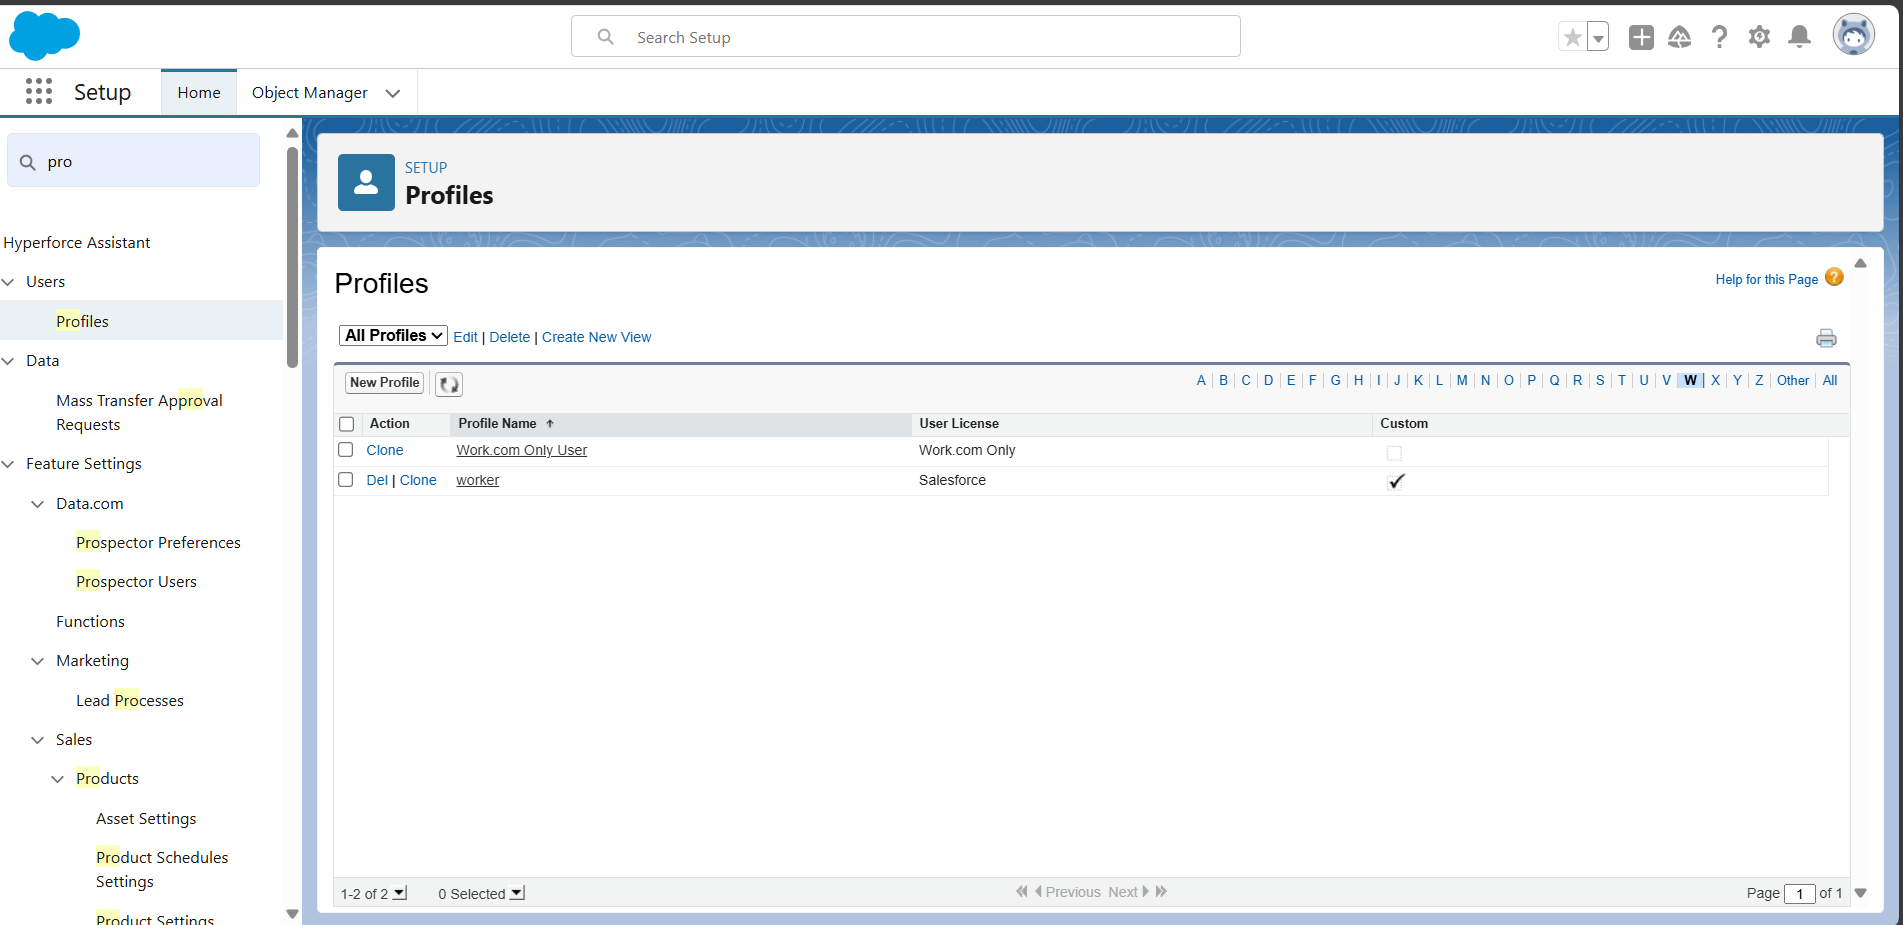 Search Setup
Setup
Home
Object Manager
pro
Hyperforce Assistant
Users
Profiles
Data
Mass Transfer Approval
Requests
Feature Settings
Data.com
Prospector Preferences
Prospector Users
Functions
Marketing
Lead Processes
Sales
Products
Asset Settings
Product Schedules
Settings
Product Settings
SETUP
Profiles
Profiles
Help for this Page ?
All Profiles Edit | Delete | Create New View
New Profile
A | B | C | D | E | F | G | H | I | J | K | L | M | N | O | P | Q | R | S | T | U | V | W | X | Y | Z | Other | All
Action Profile Name ↑ User License Custom
Clone Work.com Only User Work.com Only
Del | Clone worker Salesforce
1-2 of 2 0 Selected Previous Next Page 1 of 1